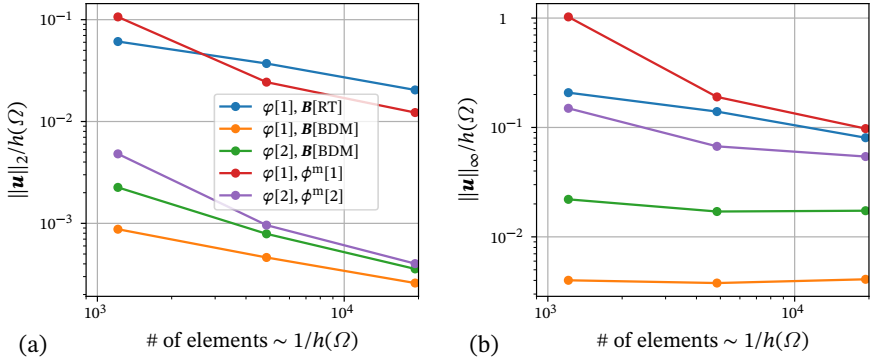 10⁻¹
10⁻²
10⁻³
||𝒖||₂/h(Ω)
φ[1], 𝑩[RT]
φ[1], 𝑩[BDM]
φ[2], 𝑩[BDM]
φ[1], ϕᵐ[1]
φ[2], ϕᵐ[2]
10³
10⁴
(a)
# of elements ~ 1/h(Ω)
1
10⁻¹
10⁻²
||𝒖||∞/h(Ω)
10³
10⁴
(b)
# of elements ~ 1/h(Ω)